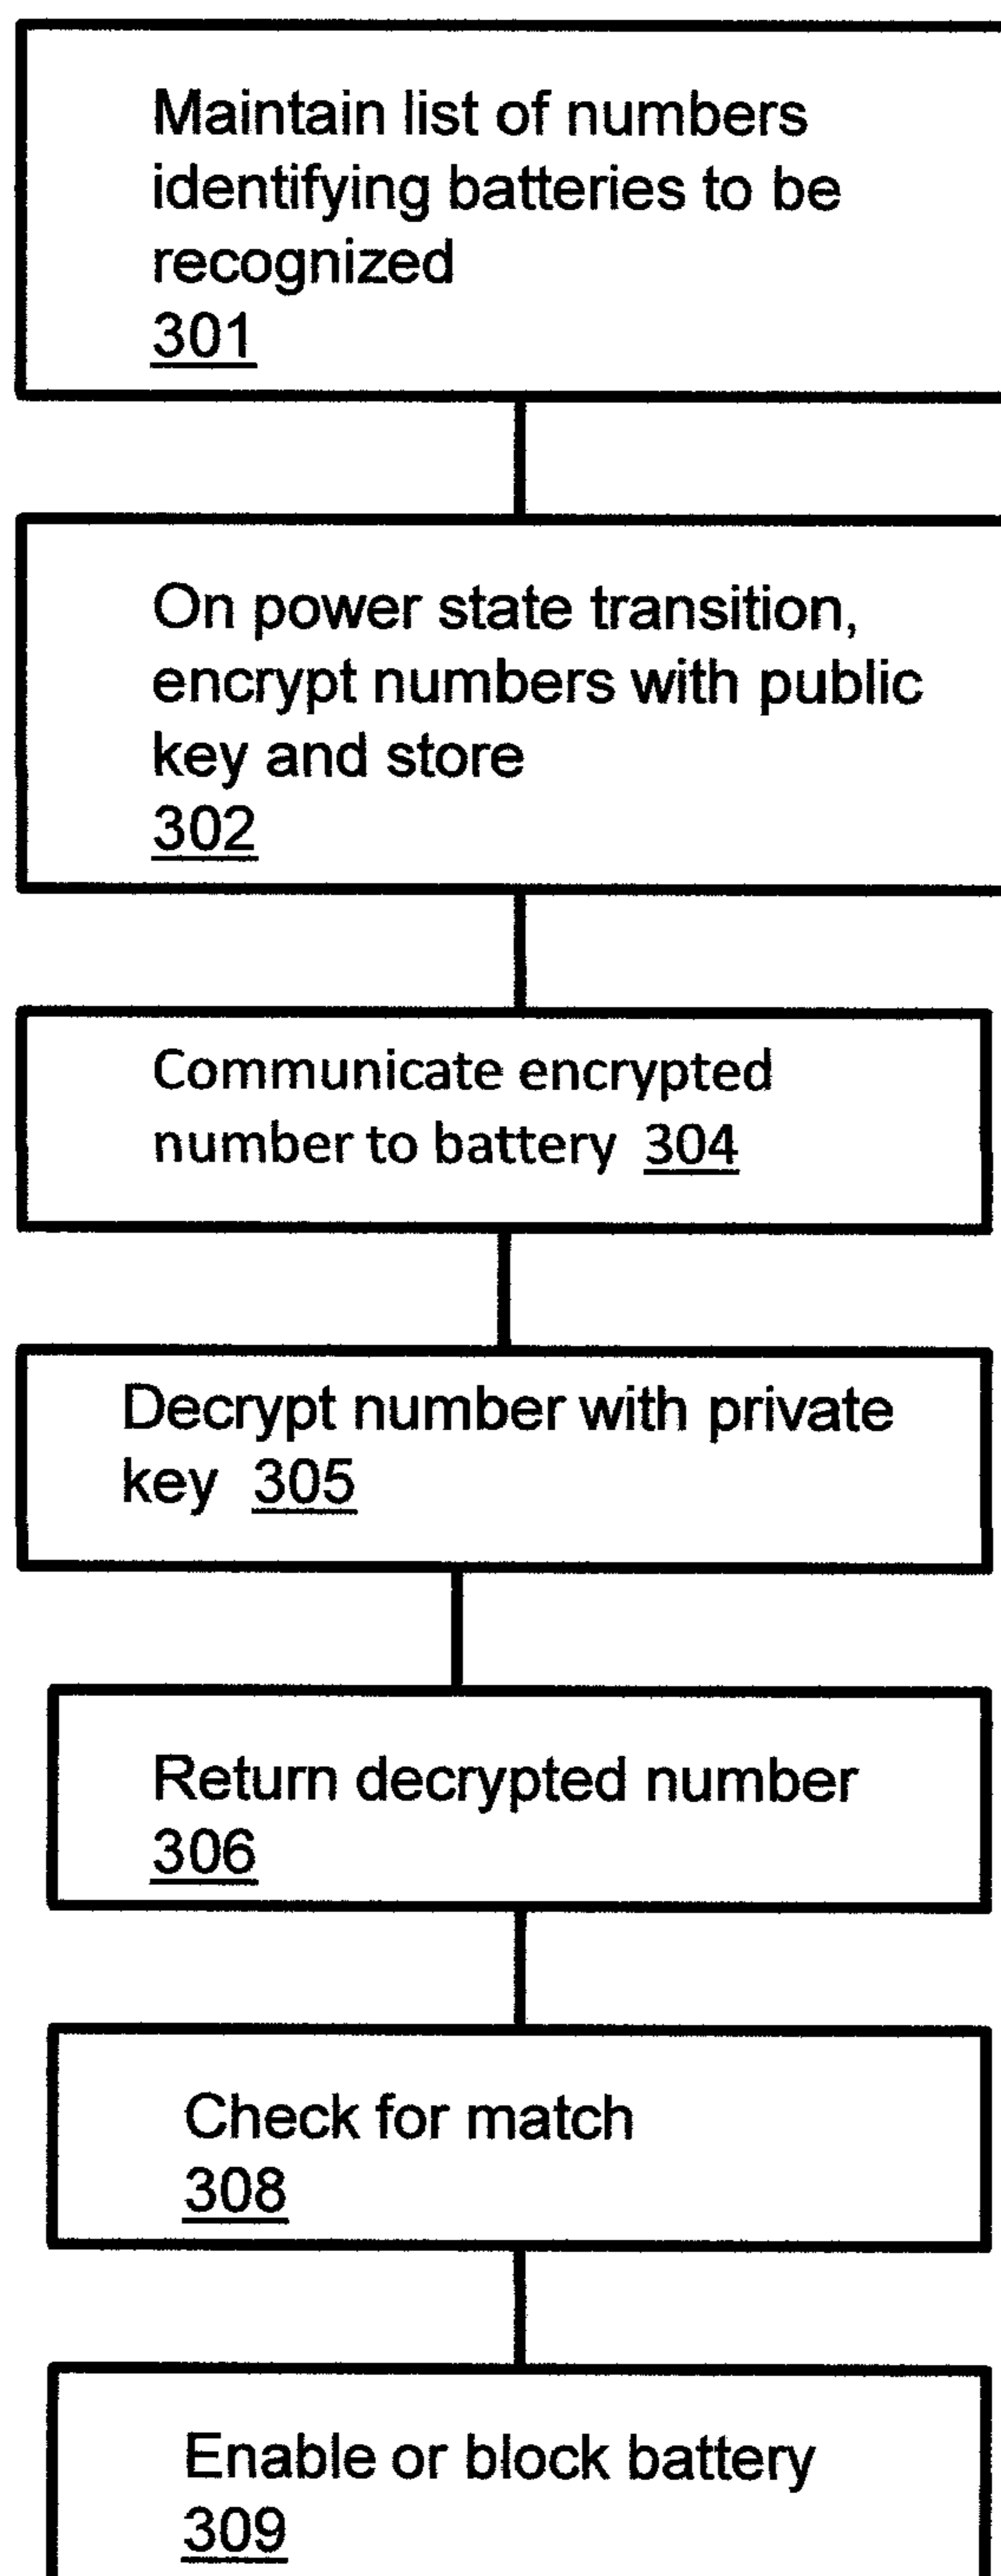 Maintain list of numbers
identifying batteries to be
recognized
301
On power state transition,
encrypt numbers with public
key and store
302
Communicate encrypted
number to battery 304
Decrypt number with private
key 305
Return decrypted number
306
Check for match
308
Enable or block battery
309